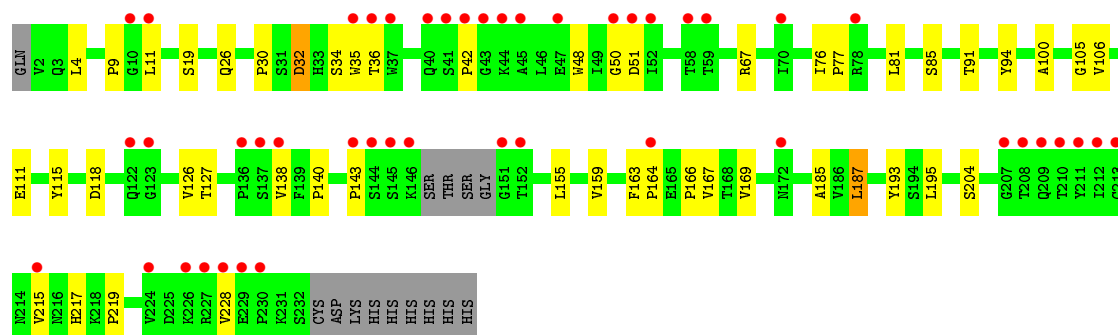 GLN V2 Q3 L4 P9 G10 L11 S19 Q26 P30 S31 D32 H33 S34 W35 T36 W37 Q40 S41 P42 G43 K44 A45 L46 E47 W48 I49 G50 D51 I52 T58 T59 R67 I70 I76 P77 R78 L81 S85 T91 Y94 A100 G105 V106
E111 Y115 D118 Q122 G123 V126 T127 P136 S137 V138 F139 P140 P143 S144 S145 K146 SER THR SER GLY G151 T152 L155 V159 F163 P164 E165 P166 V167 T168 V169 N172 A185 V186 L187 Y193 S194 L195 S204 G207 T208 Q209 T210 Y211 I212 C213
N214 V215 N216 H217 K218 P219 V224 D225 K226 R227 V228 E229 P230 K231 S232 CYS ASP LYS HIS HIS HIS HIS HIS HIS